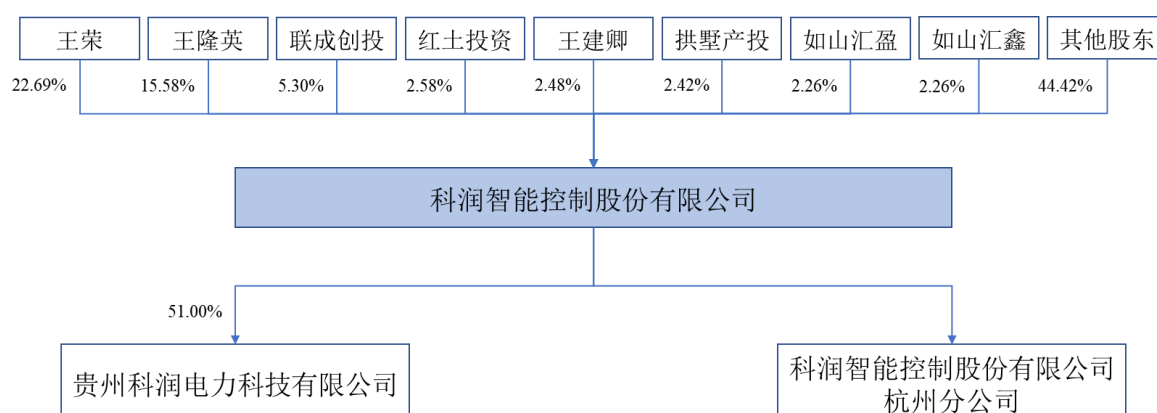 王荣
王隆英
联成创投
红土投资
王建卿
拱墅产投
如山汇盈
如山汇鑫
其他股东
22.69%
15.58%
5.30%
2.58%
2.48%
2.42%
2.26%
2.26%
44.42%
科润智能控制股份有限公司
51.00%
贵州科润电力科技有限公司
科润智能控制股份有限公司
杭州分公司